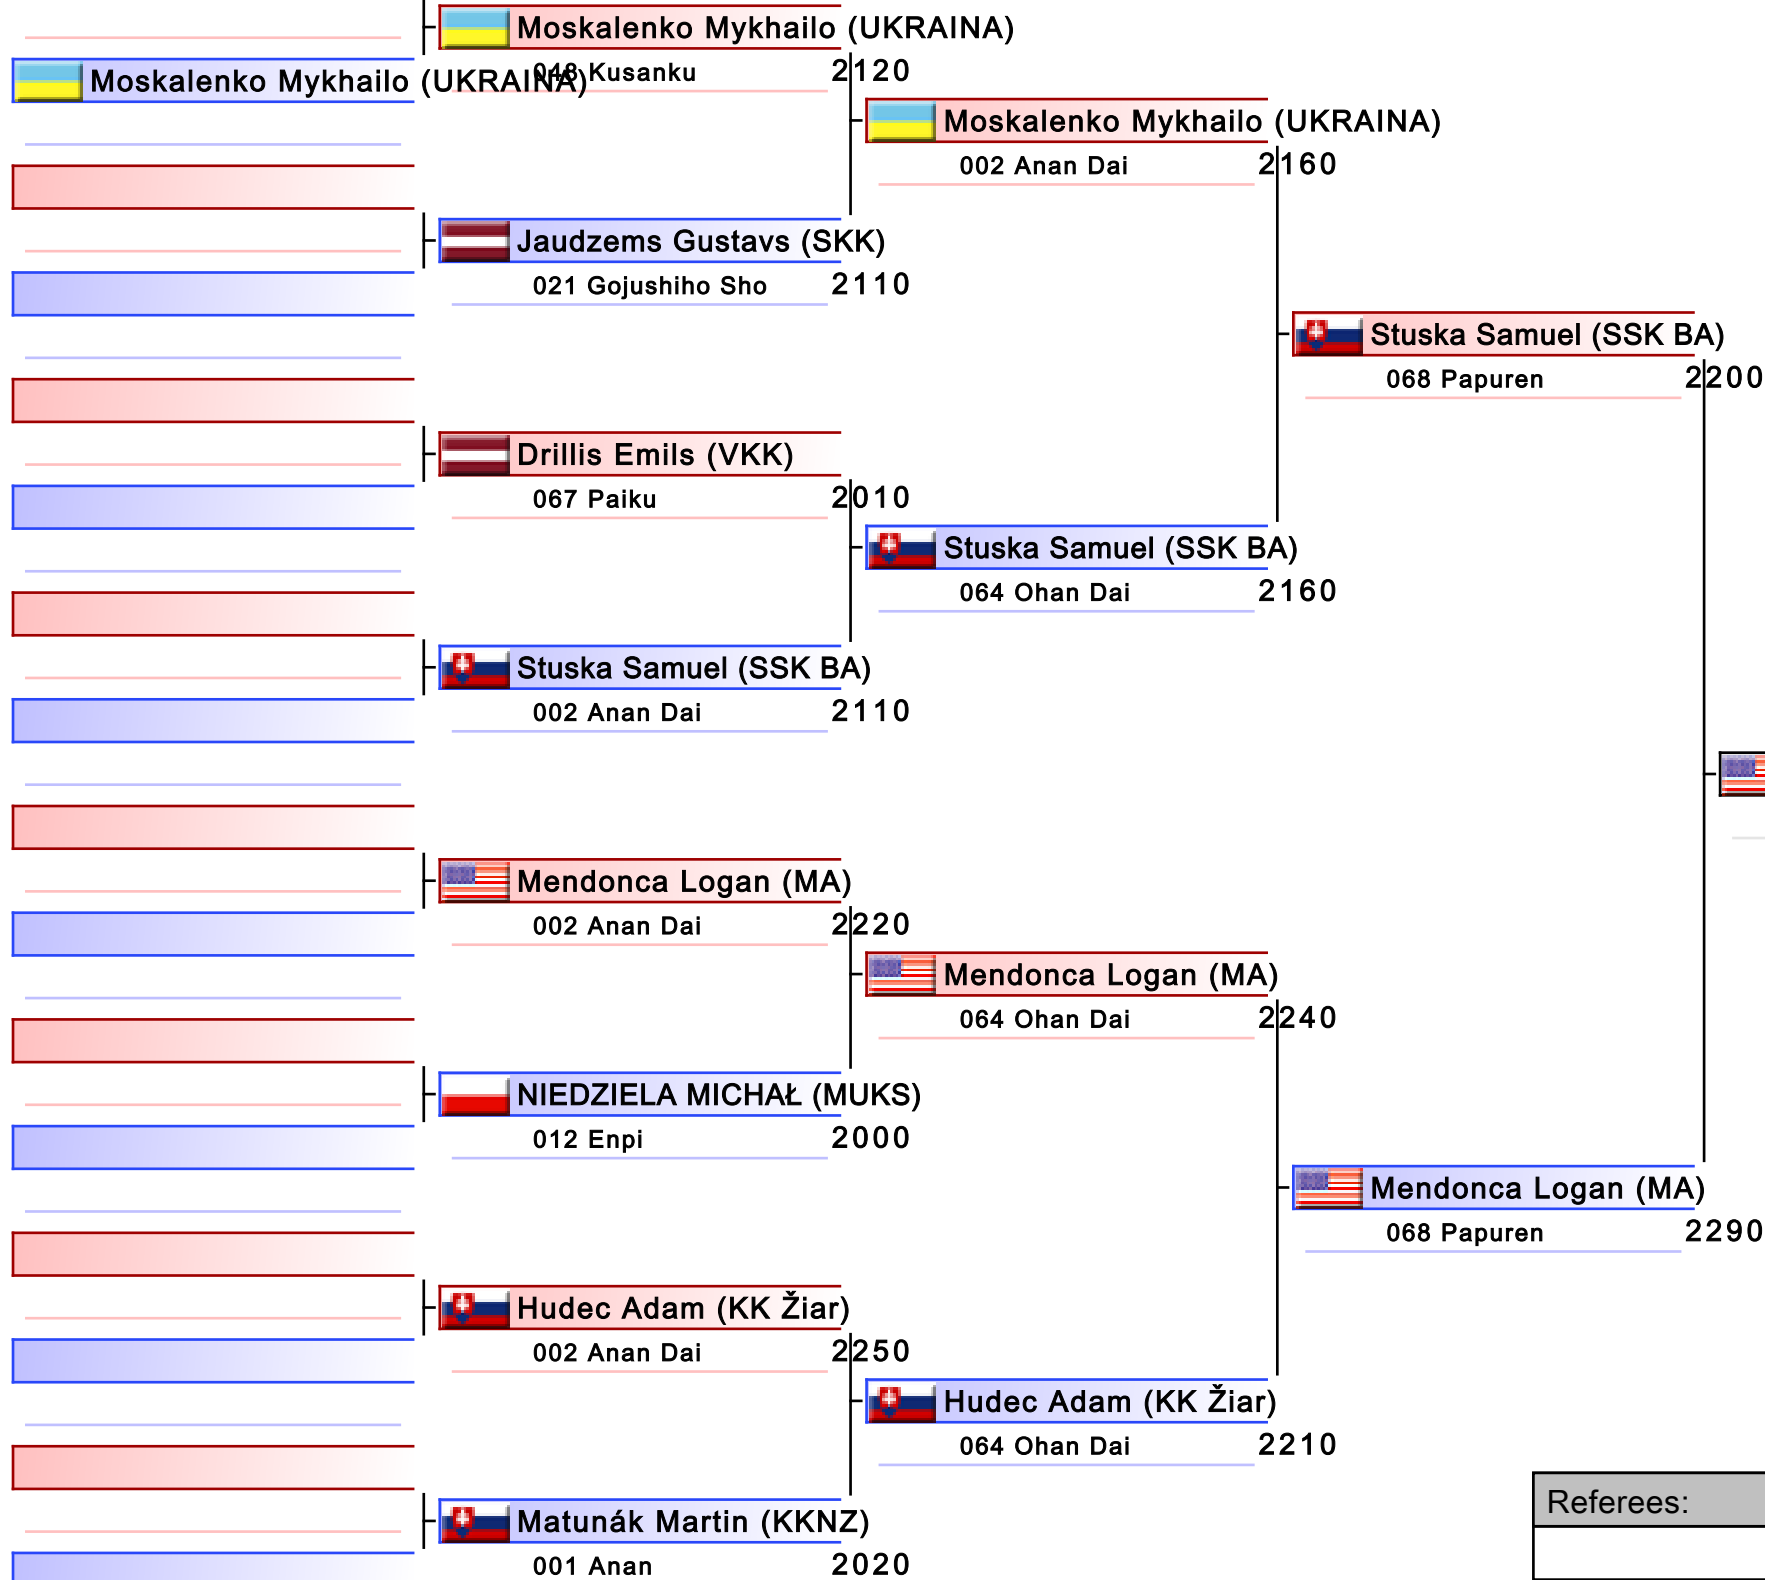 Moskalenko Mykhailo (UKRAINA)
048 Kusanku 2120
Moskalenko Mykhailo (UKRAINA)
Moskalenko Mykhailo (UKRAINA)
002 Anan Dai 2160
Jaudzems Gustavs (SKK)
021 Gojushiho Sho 2110
Stuska Samuel (SSK BA)
068 Papuren 2200
Drillis Emils (VKK)
067 Paiku 2010
Stuska Samuel (SSK BA)
064 Ohan Dai 2160
Stuska Samuel (SSK BA)
002 Anan Dai 2110
Mendonca Logan (MA)
002 Anan Dai 2220
Mendonca Logan (MA)
064 Ohan Dai 2240
NIEDZIELA MICHAŁ (MUKS)
012 Enpi 2000
Mendonca Logan (MA)
068 Papuren 2290
Hudec Adam (KK Žiar)
002 Anan Dai 2250
Hudec Adam (KK Žiar)
064 Ohan Dai 2210
Referees:
Matunák Martin (KKNZ)
001 Anan 2020